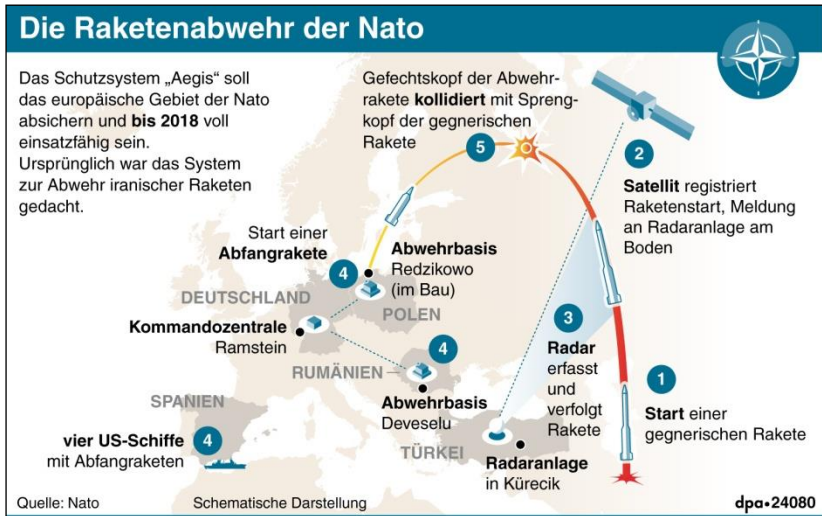 Die Raketenabwehr der Nato
Das Schutzsystem „Aegis“ soll
das europäische Gebiet der Nato
absichern und bis 2018 voll
einsatzfähig sein.
Ursprünglich war das System
zur Abwehr iranischer Raketen
gedacht.
Gefechtskopf der Abwehr-
rakete kollidiert mit Spreng-
kopf der gegnerischen
Rakete
5
2
Satellit registriert
Raketenstart, Meldung
an Radaranlage am
Boden
Start einer
Abfangrakete
4
Abwehrbasis
Redzikowo
(im Bau)
DEUTSCHLAND
POLEN
Kommandozentrale
Ramstein
3
Radar
erfasst
und
verfolgt
Rakete
4
RUMÄNIEN
Abwehrbasis
Deveselu
1
Start einer
gegnerischen Rakete
SPANIEN
vier US-Schiffe
mit Abfangraketen
4
TÜRKEI
Radaranlage
in Kürecik
Quelle: Nato
Schematische Darstellung
dpa•24080